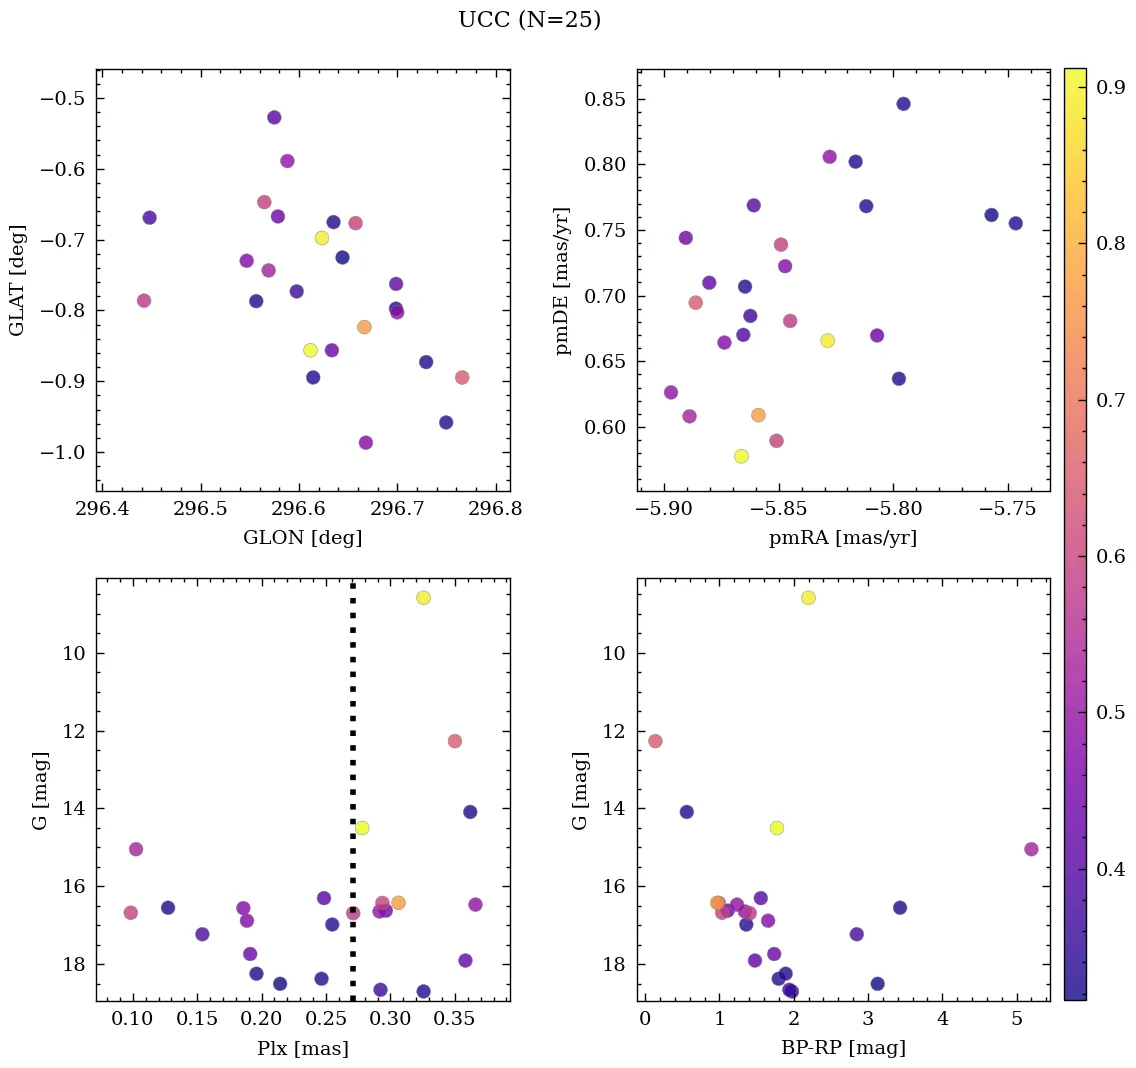 UCC (N=25)
−0.5
−0.6
−0.7
−0.8
−0.9
−1.0
GLAT [deg]
296.4 296.5 296.6 296.7 296.8
GLON [deg]
0.85
0.80
0.75
0.70
0.65
0.60
pmDE [mas/yr]
−5.90 −5.85 −5.80 −5.75
pmRA [mas/yr]
0.9
0.8
0.7
0.6
0.5
0.4
10
12
14
16
18
G [mag]
0.10 0.15 0.20 0.25 0.30 0.35
Plx [mas]
10
12
14
16
18
G [mag]
0 1 2 3 4 5
BP-RP [mag]